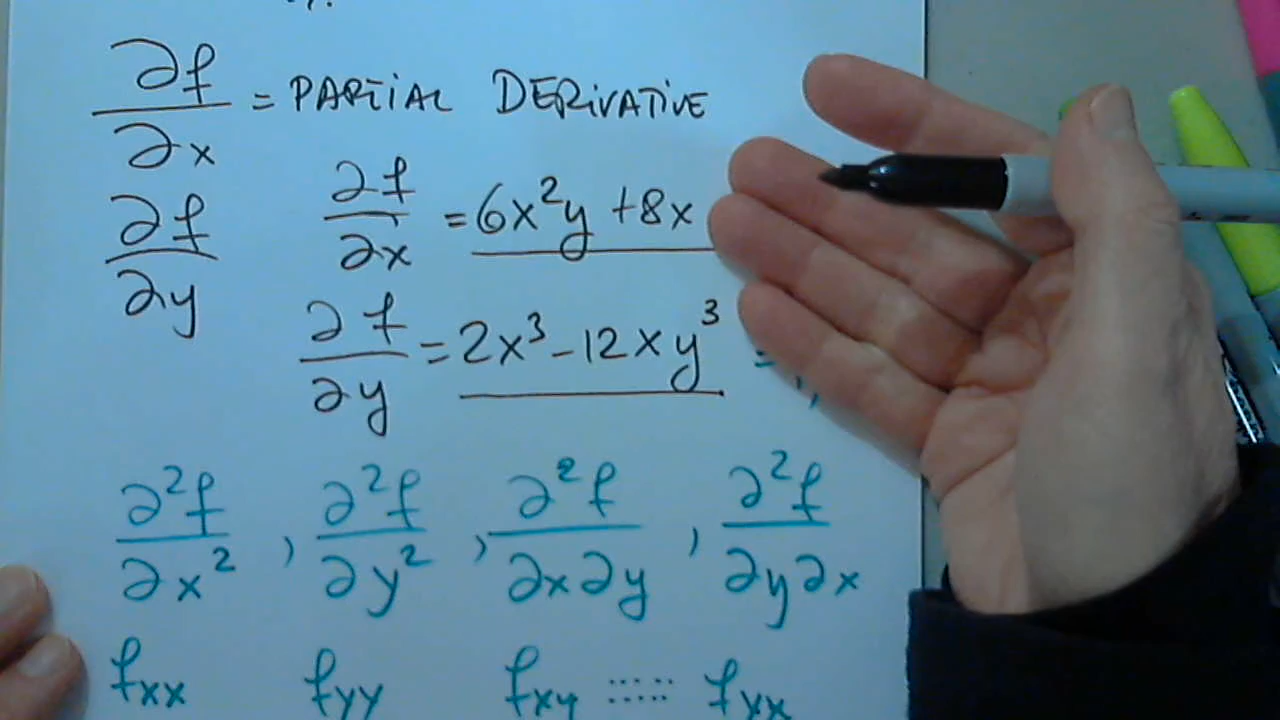 ∂f/∂x = PARTIAL DERIVATIVE
∂f/∂y
∂f/∂x = 6x²y + 8x
∂f/∂y = 2x³ - 12xy³ =
∂²f/∂x² , ∂²f/∂y² , ∂²f/∂x∂y , ∂²f/∂y∂x
fxx fyy fxy :::::: fyx